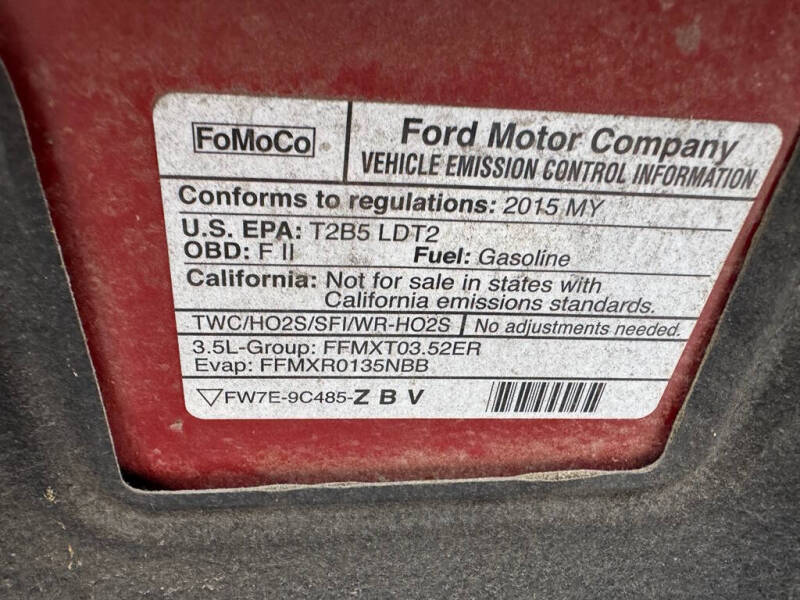 FoMoCo
Ford Motor Company
VEHICLE EMISSION CONTROL INFORMATION
Conforms to regulations: 2015 MY
U.S. EPA: T2B5 LDT2
OBD: F II Fuel: Gasoline
California: Not for sale in states with
California emissions standards.
TWC/HO2S/SFI/WR-HO2S No adjustments needed.
3.5L-Group: FFMXT03.52ER
Evap: FFMXR0135NBB
▽FW7E-9C485-Z B V